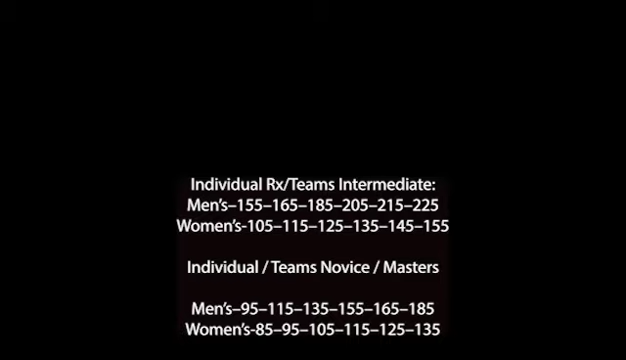 Individual Rx/Teams Intermediate:
Men's–155–165–185–205–215–225
Women's-105–115–125–135–145–155
Individual / Teams Novice / Masters
Men's–95–115–135–155–165–185
Women's-85–95–105–115–125–135